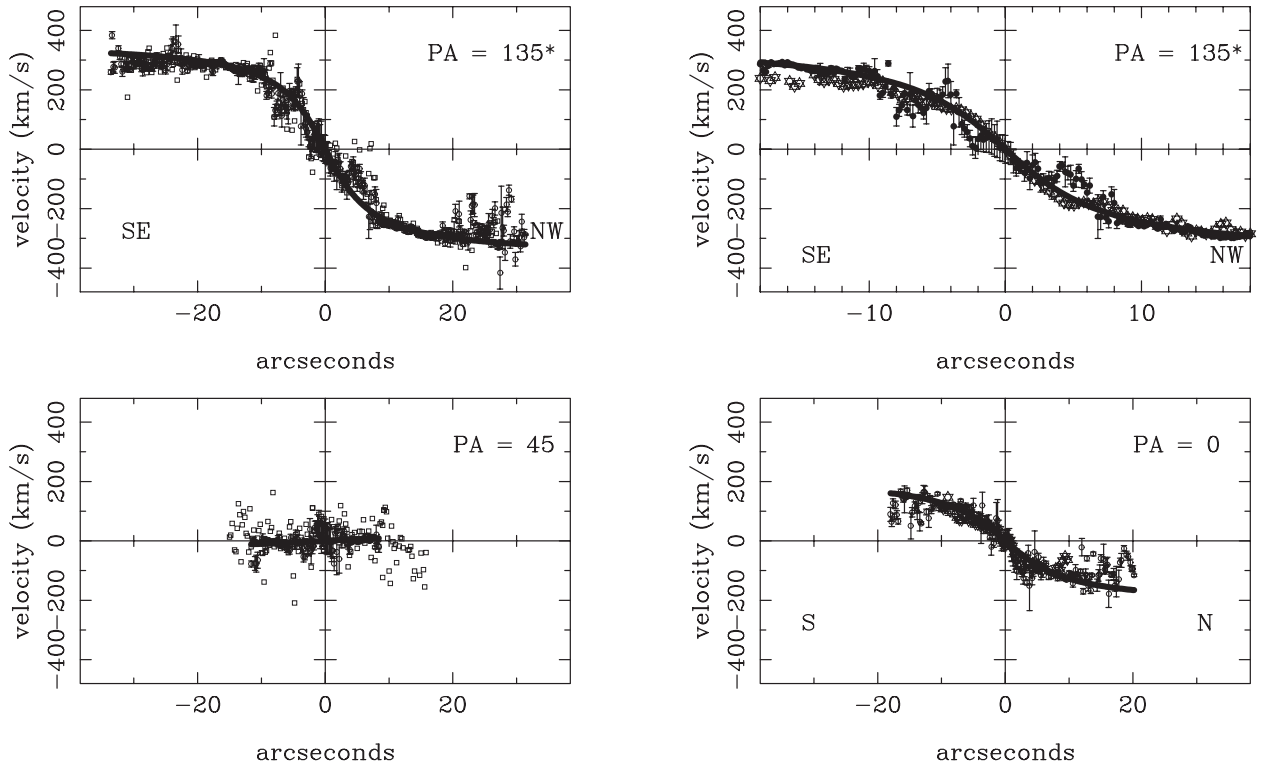 PA = 135*
velocity (km/s)
400
200
0
−200
−400
SE
NW
−20
0
20
arcseconds
PA = 135*
velocity (km/s)
400
200
0
−200
−400
SE
NW
−10
0
10
arcseconds
PA = 45
velocity (km/s)
400
200
0
−200
−400
−20
0
20
arcseconds
PA = 0
velocity (km/s)
400
200
0
−200
−400
S
N
−20
0
20
arcseconds